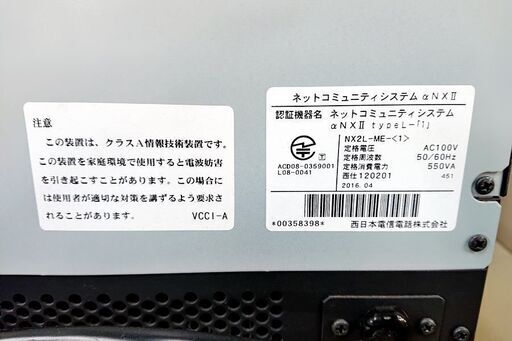 注意
この装置は、クラスA情報技術装置です。
この装置を家庭環境で使用すると電波妨害
を引き起こすことがあります。この場合に
は使用者が適切な対策を講ずるよう要求さ
れることがあります。
VCCI-A
ネットコミュニティシステム αNXⅡ
認証機器名 ネットコミュニティシステム
αNXⅡ typeL-「1」
NX2L-ME-<1>
定格電圧 AC100V
定格周波数 50/60Hz
定格消費電力 550VA
ACD08-0359001
L08-0041
西仕120201 451
2016.04
*00358398*
西日本電信電話株式会社